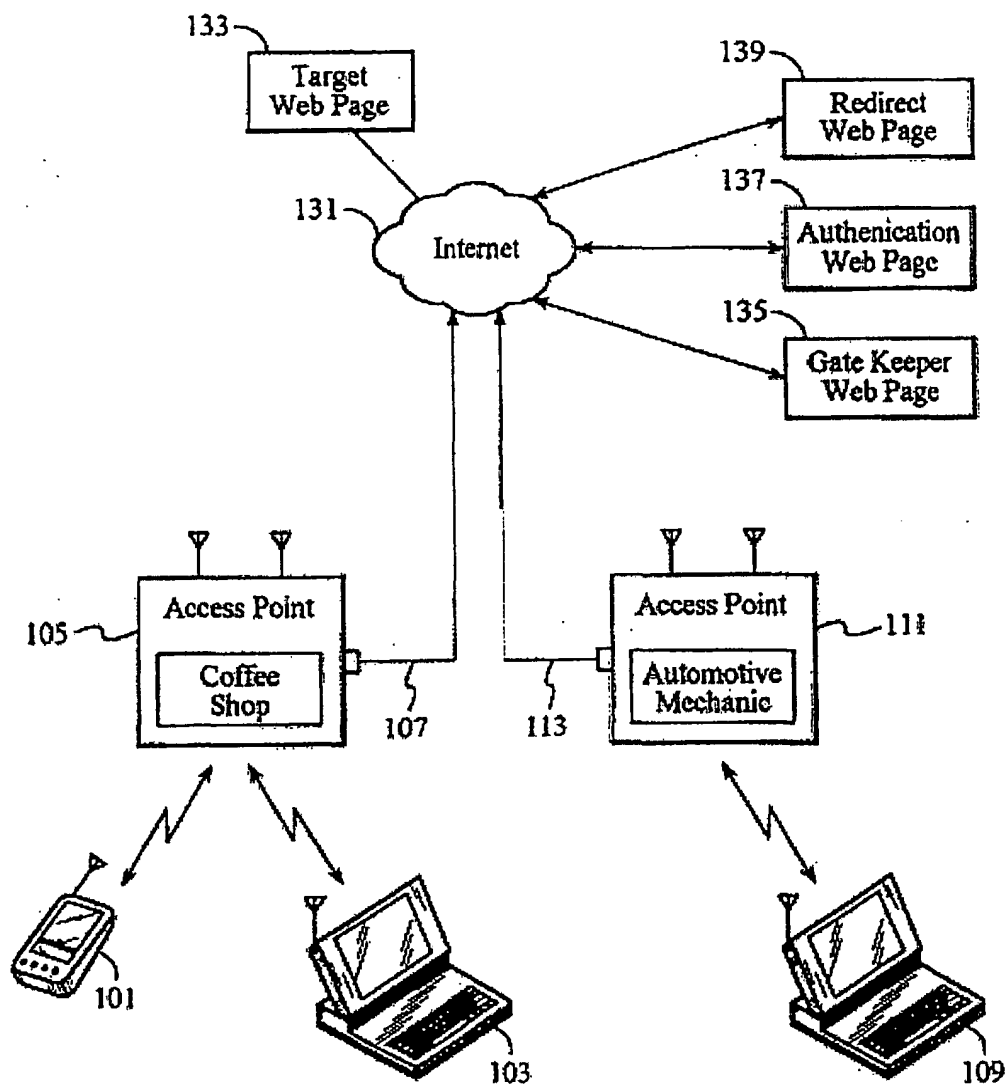 133
Target
Web Page
139
Redirect
Web Page
131
Internet
137
Authenication
Web Page
135
Gate Keeper
Web Page
105
Access Point
Coffee
Shop
107
113
Access Point
Automotive
Mechanic
111
101
103
109